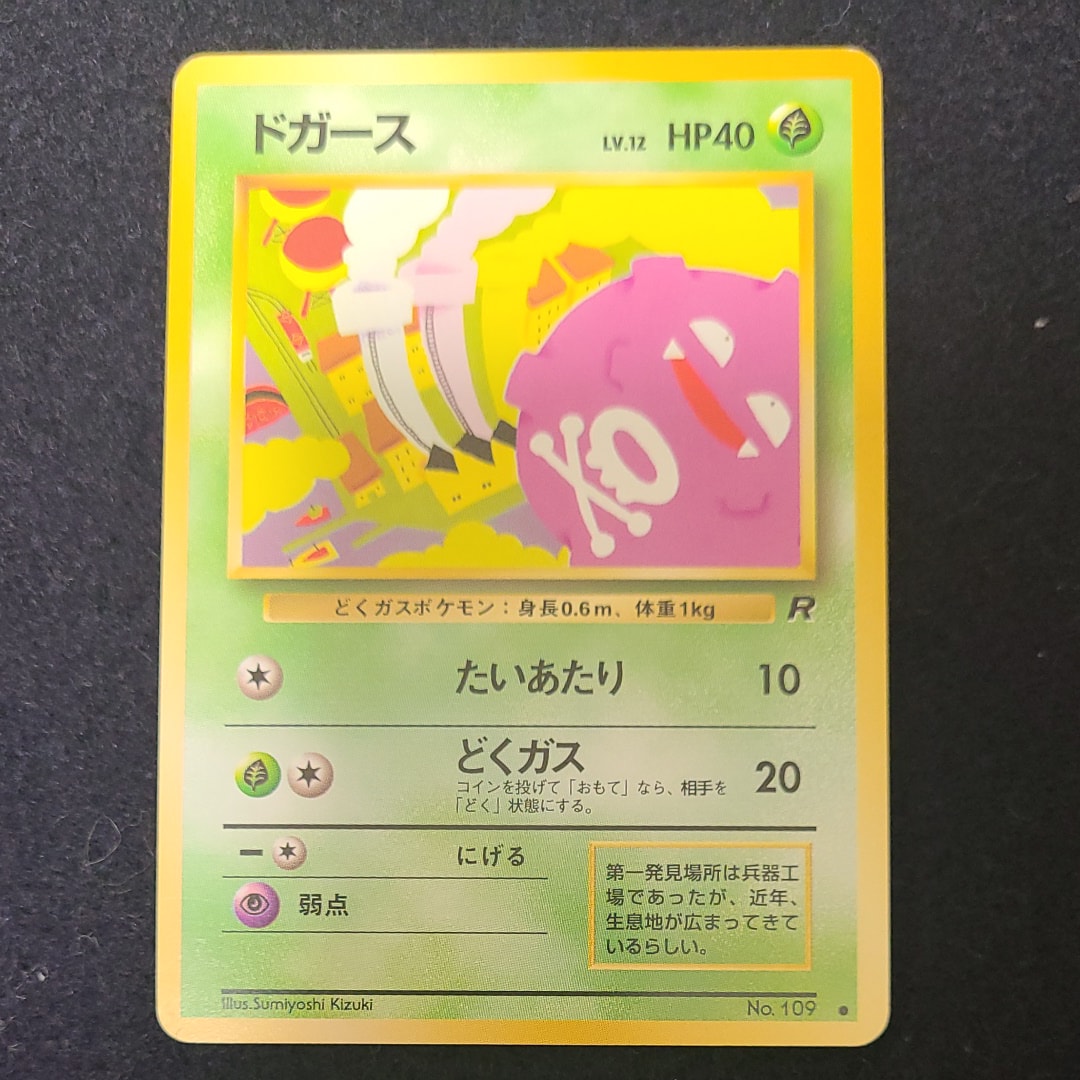 ドガース LV.12 HP40
どくガスポケモン：身長0.6m、体重1kg R
たいあたり 10
どくガス 20
コインを投げて「おもて」なら、相手を
「どく」状態にする。
にげる
弱点
第一発見場所は兵器工
場であったが、近年、
生息地が広まってきて
いるらしい。
Illus.Sumiyoshi Kizuki No. 109